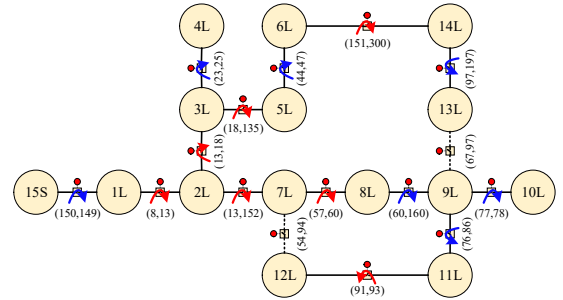 4L
6L
14L
(151,300)
(23,25)
(44,47)
(97,197)
3L
5L
13L
(18,135)
(13,18)
(67,97)
15S
1L
2L
7L
8L
9L
10L
(150,149)
(8,13)
(13,152)
(57,60)
(60,160)
(77,78)
(54,94)
(76,86)
12L
11L
(91,93)